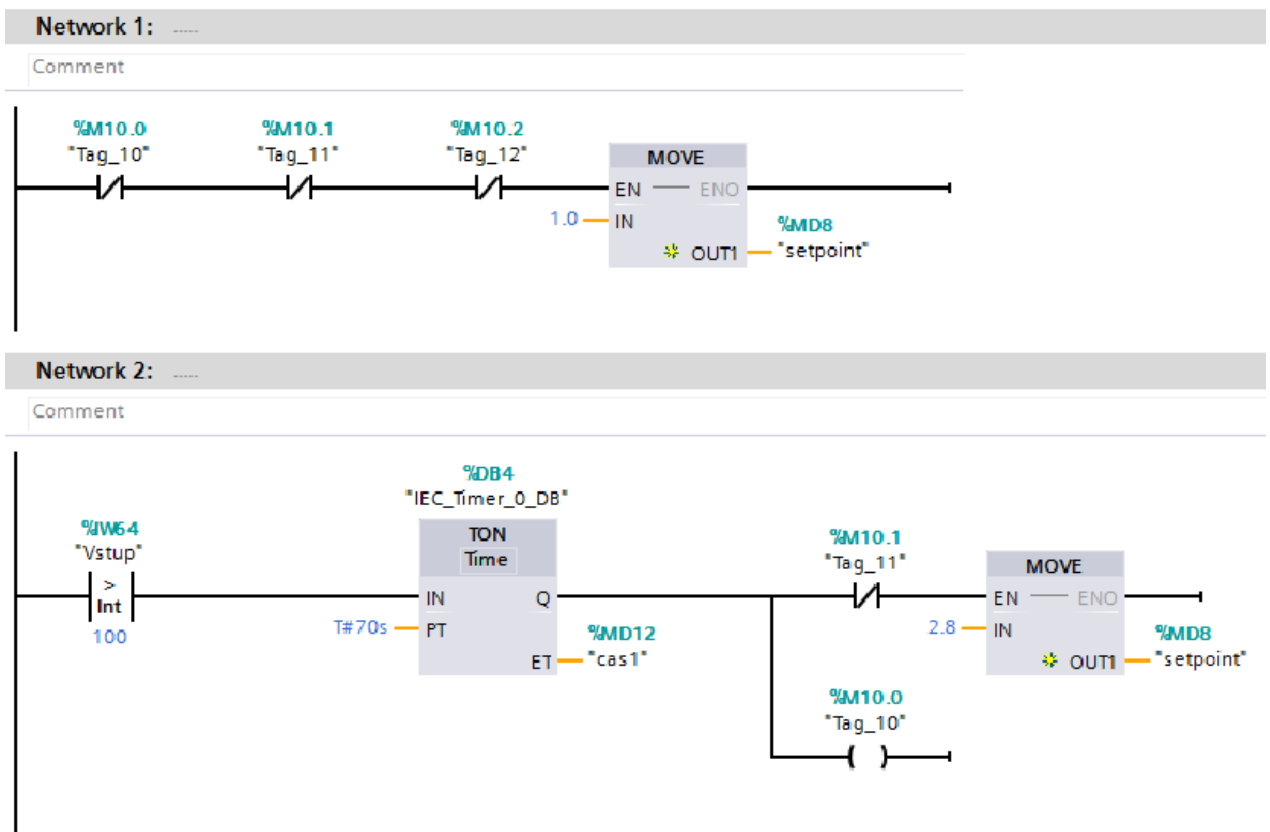 Network 1: .....
Comment
%M10.0 %M10.1 %M10.2
"Tag_10" "Tag_11" "Tag_12"
MOVE
EN ENO
1.0 IN
%MD8
OUT1 "setpoint"
Network 2: .....
Comment
%DB4
"IEC_Timer_0_DB"
%IW64
"Vstup"
>
Int
100
TON
Time
IN Q
T#70s PT
%MD12
ET "cas1"
%M10.1
"Tag_11"
MOVE
EN ENO
2.8 IN
%MD8
OUT1 "setpoint"
%M10.0
"Tag_10"
( )